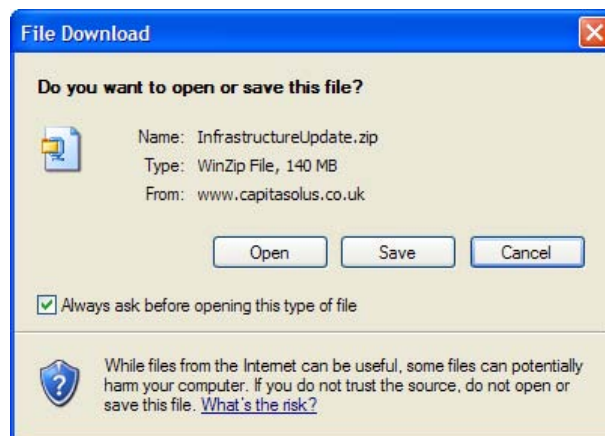 File Download
Do you want to open or save this file?
Name: InfrastructureUpdate.zip
Type: WinZip File, 140 MB
From: www.capitasolus.co.uk
Open Save Cancel
Always ask before opening this type of file
While files from the Internet can be useful, some files can potentially
harm your computer. If you do not trust the source, do not open or
save this file. What's the risk?